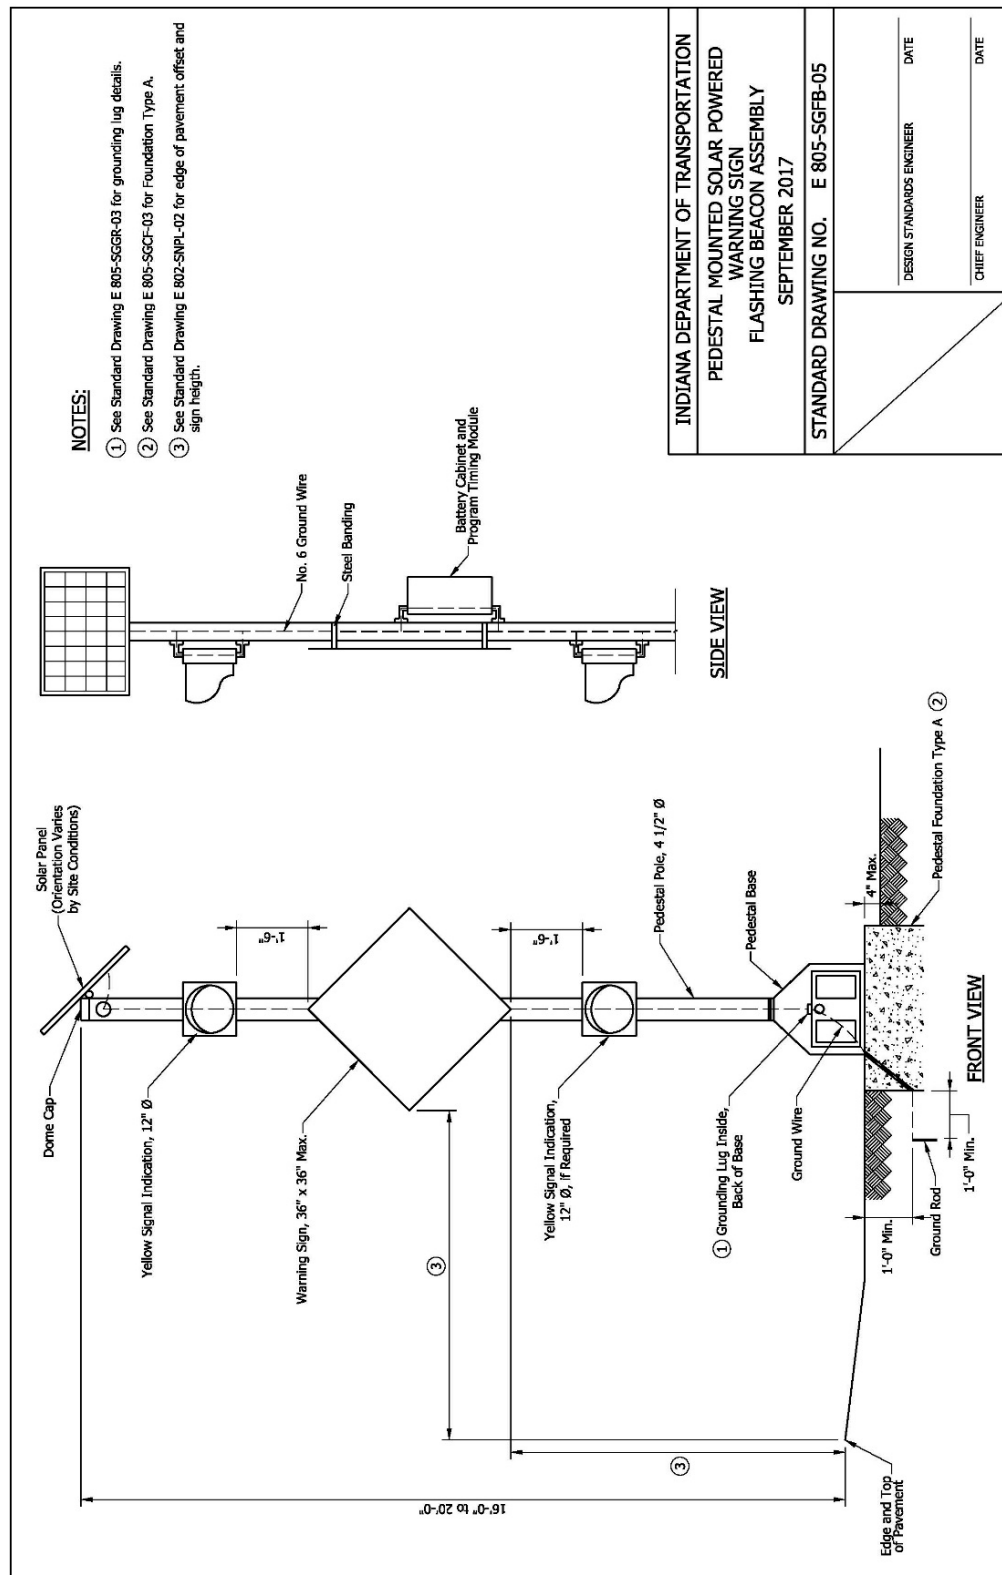 Dome Cap
Solar Panel
(Orientation Varies
by Site Conditions)
Yellow Signal Indication, 12" Ø
1'-6"
Warning Sign, 36" x 36" Max.
3
16'-0" to 20'-0"
3
1'-6"
Yellow Signal Indication,
12" Ø, if Required
Pedestal Pole, 4 1/2" Ø
1 Grounding Lug Inside,
Back of Base
Pedestal Base
Ground Wire
4" Max.
Edge and Top
of Pavement
1'-0" Min.
Ground Rod
1'-0" Min.
Pedestal Foundation Type A 2
FRONT VIEW
No. 6 Ground Wire
Steel Banding
Battery Cabinet and
Program Timing Module
SIDE VIEW
NOTES:
1 See Standard Drawing E 805-SGGR-03 for grounding lug details.
2 See Standard Drawing E 805-SGCF-03 for Foundation Type A.
3 See Standard Drawing E 802-SNPL-02 for edge of pavement offset and
sign heigth.
INDIANA DEPARTMENT OF TRANSPORTATION
PEDESTAL MOUNTED SOLAR POWERED
WARNING SIGN
FLASHING BEACON ASSEMBLY
SEPTEMBER 2017
STANDARD DRAWING NO. E 805-SGFB-05
DESIGN STANDARDS ENGINEER DATE
CHIEF ENGINEER DATE